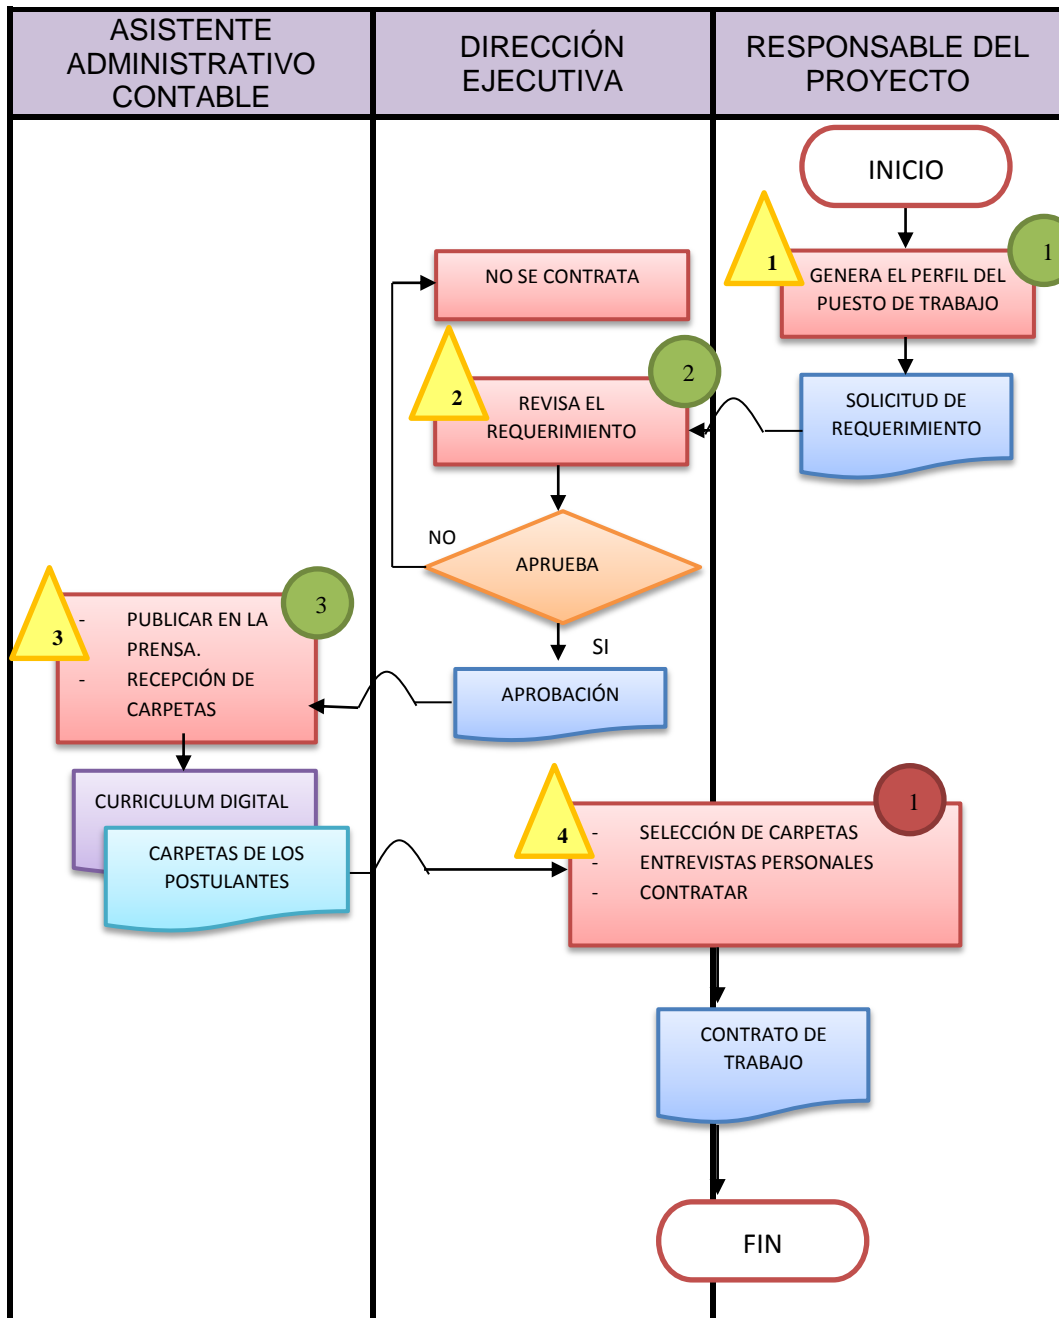 ASISTENTE
ADMINISTRATIVO
CONTABLE
DIRECCIÓN
EJECUTIVA
RESPONSABLE DEL
PROYECTO
INICIO
1
1
GENERA EL PERFIL DEL
PUESTO DE TRABAJO
NO SE CONTRATA
SOLICITUD DE
REQUERIMIENTO
2
2
REVISA EL
REQUERIMIENTO
NO
APRUEBA
SI
APROBACIÓN
3
3
- PUBLICAR EN LA
PRENSA.
- RECEPCIÓN DE
CARPETAS
CURRICULUM DIGITAL
CARPETAS DE LOS
POSTULANTES
4
1
- SELECCIÓN DE CARPETAS
- ENTREVISTAS PERSONALES
- CONTRATAR
CONTRATO DE
TRABAJO
FIN